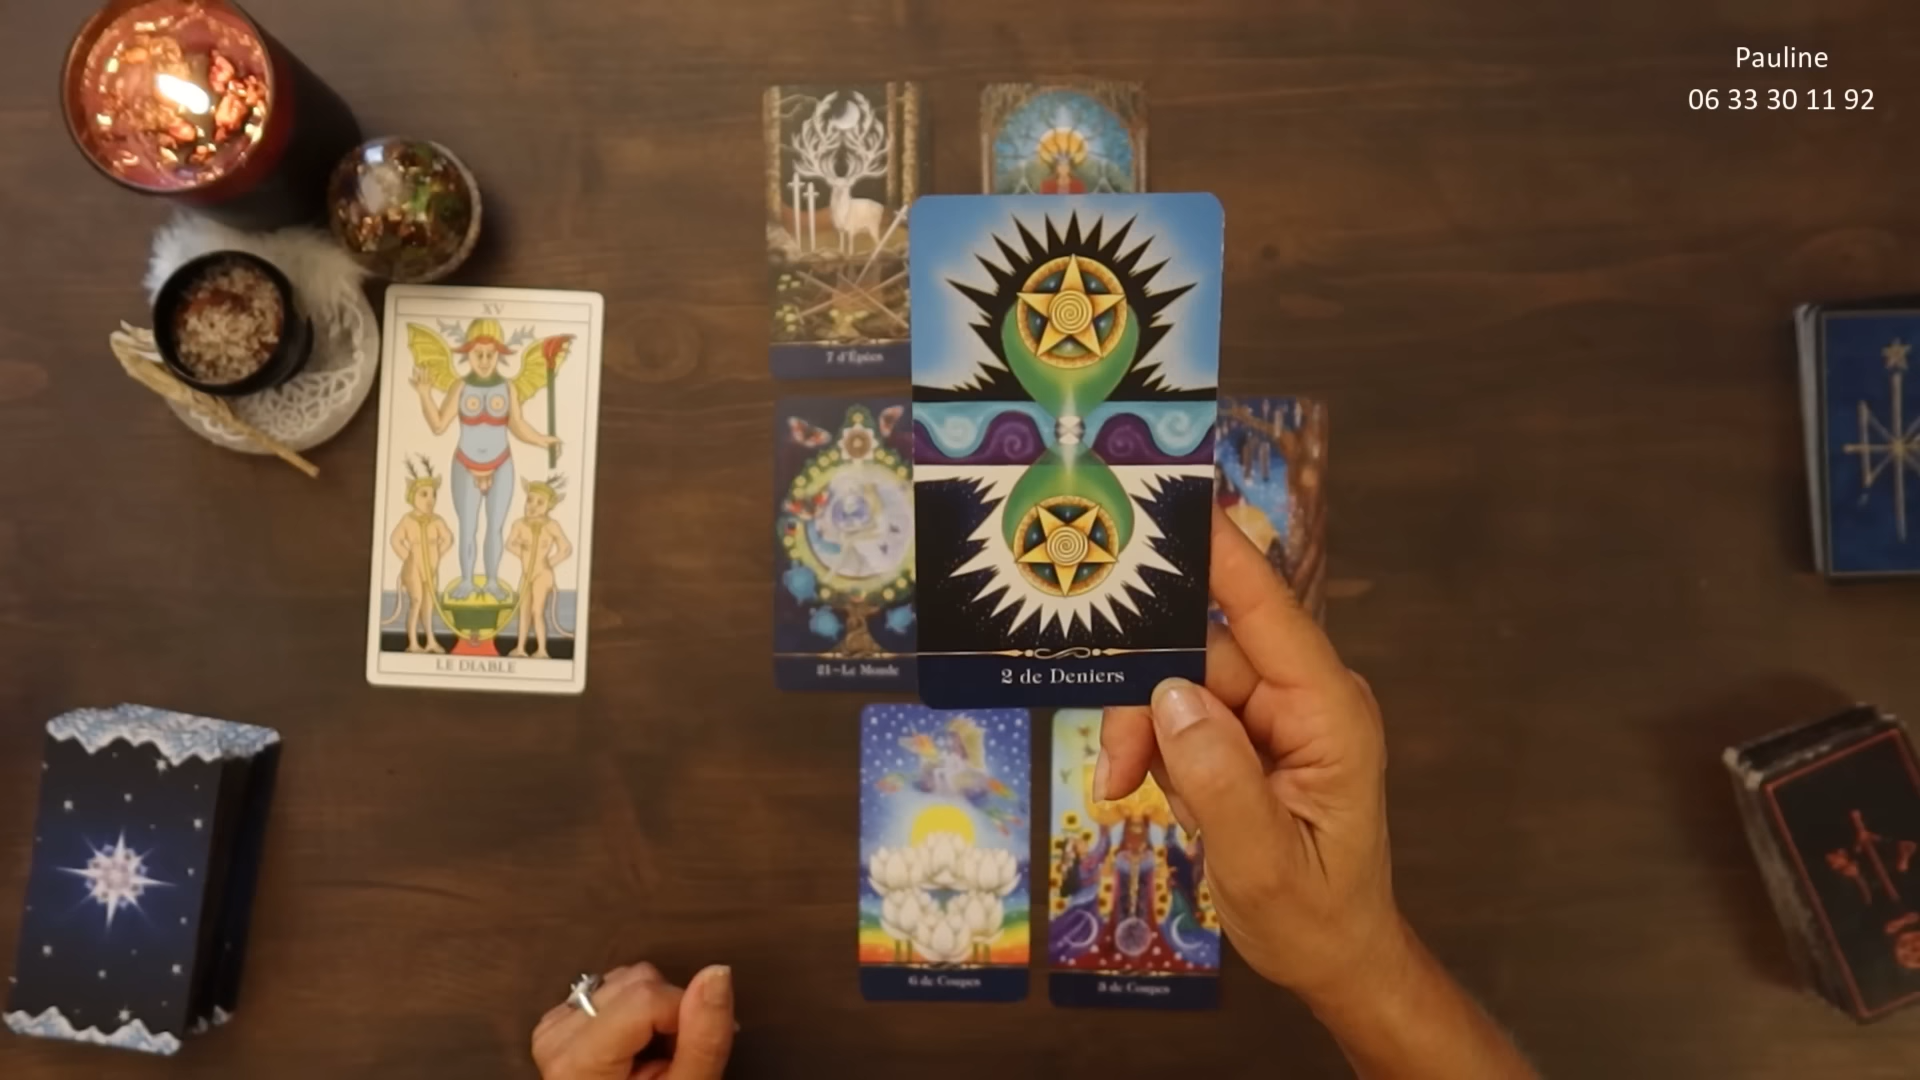 Pauline
06 33 30 11 92
7 d'Épées
XV
LE DIABLE
21~Le Monde
2 de Deniers
6 de Coupes
3 de Coupes